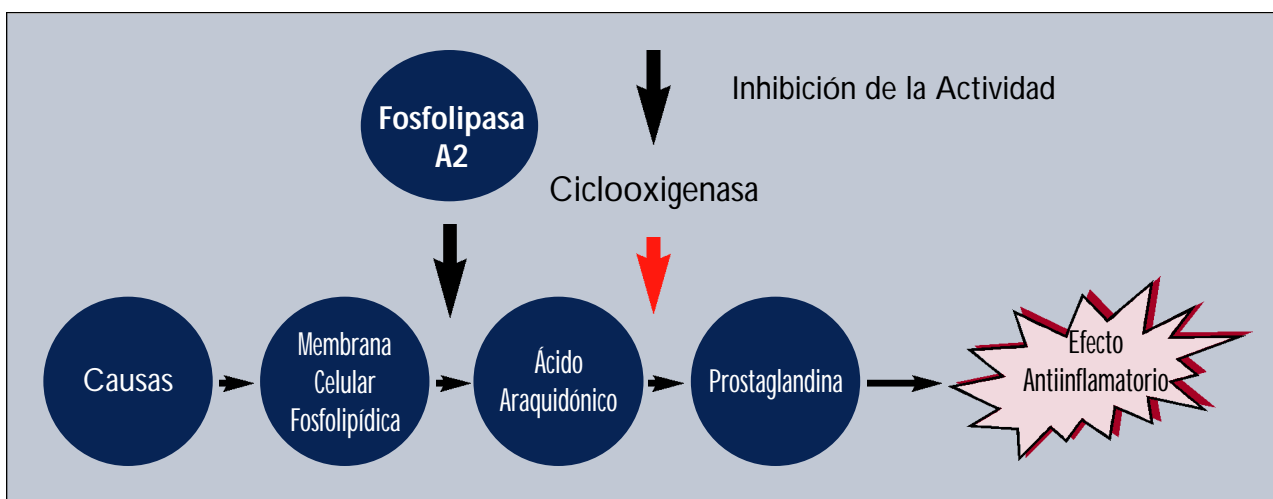 Fosfolipasa
A2
Inhibición de la Actividad
Ciclooxigenasa
Causas
Membrana
Celular
Fosfolipídica
Ácido
Araquidónico
Prostaglandina
Efecto
Antiinflamatorio